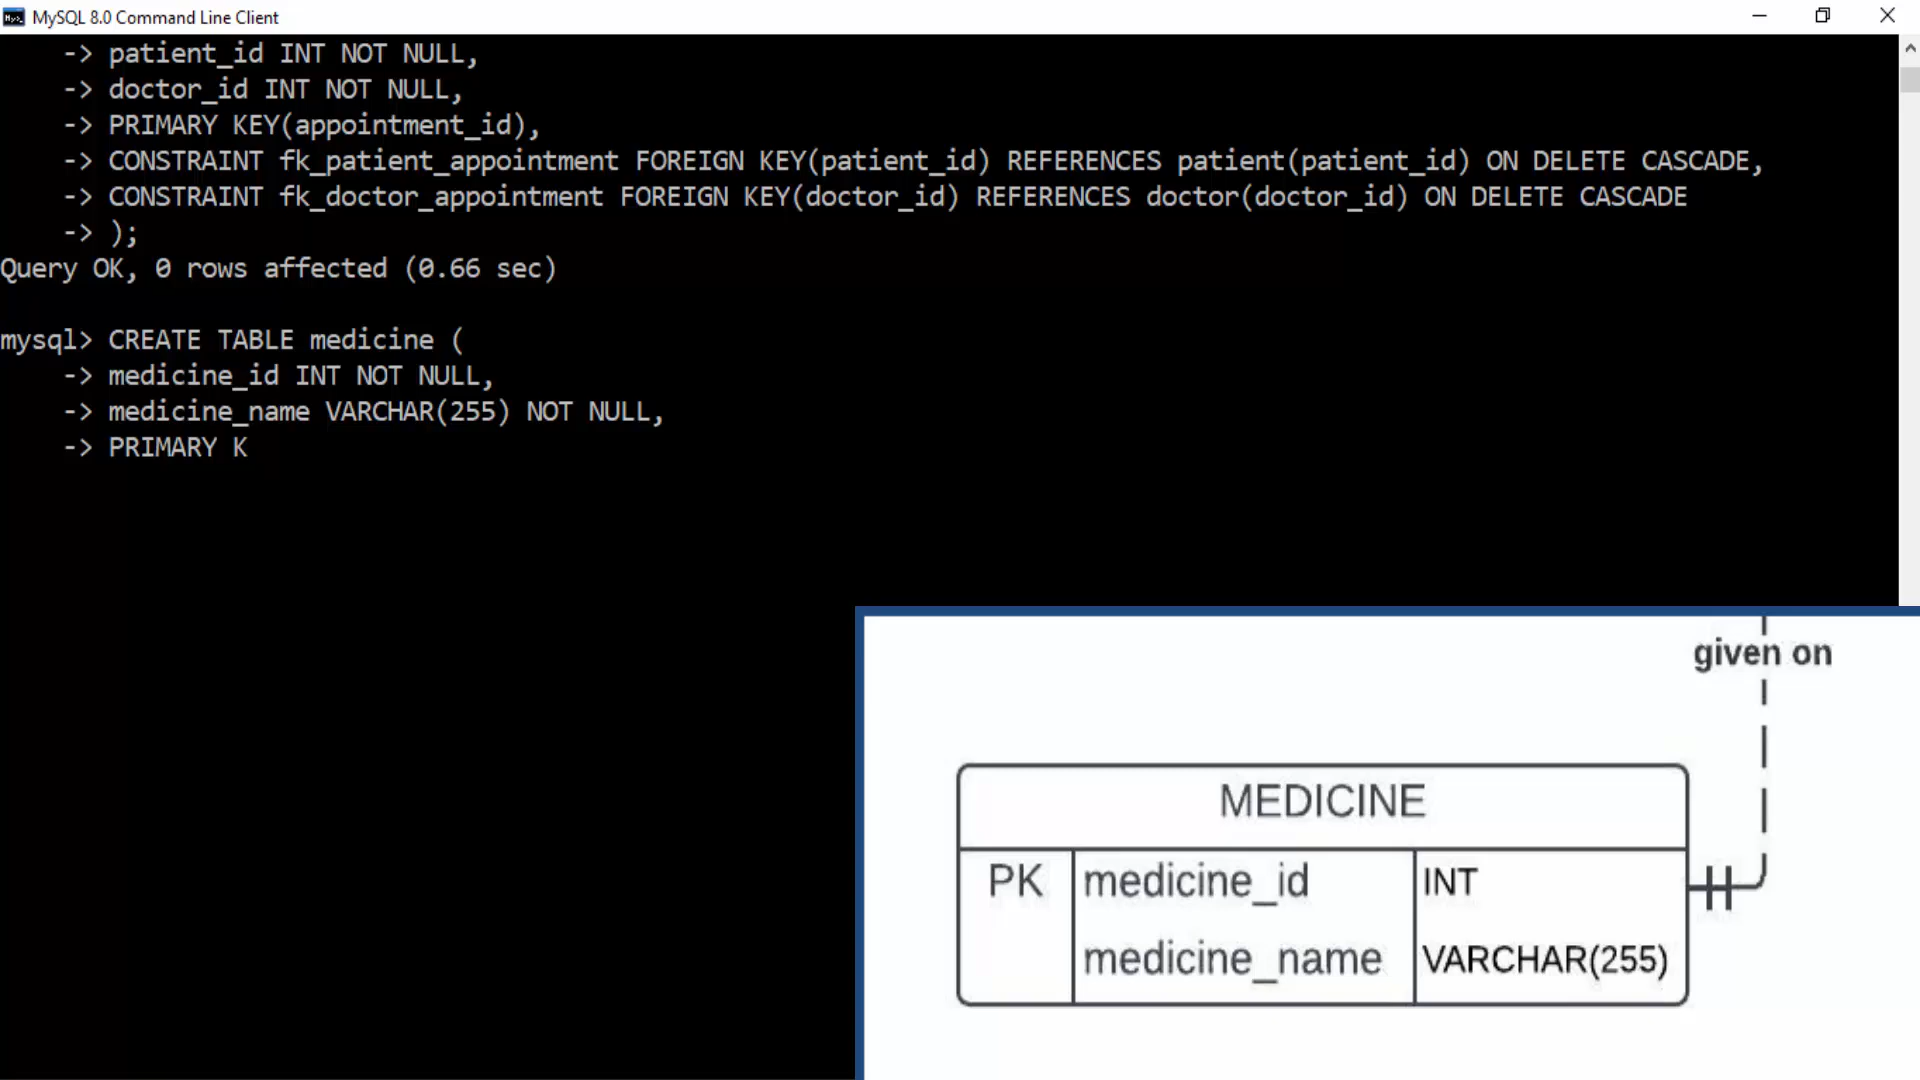 MySQL 8.0 Command Line Client
-> patient_id INT NOT NULL,
-> doctor_id INT NOT NULL,
-> PRIMARY KEY(appointment_id),
-> CONSTRAINT fk_patient_appointment FOREIGN KEY(patient_id) REFERENCES patient(patient_id) ON DELETE CASCADE,
-> CONSTRAINT fk_doctor_appointment FOREIGN KEY(doctor_id) REFERENCES doctor(doctor_id) ON DELETE CASCADE
-> );
Query OK, 0 rows affected (0.66 sec)
mysql> CREATE TABLE medicine (
-> medicine_id INT NOT NULL,
-> medicine_name VARCHAR(255) NOT NULL,
-> PRIMARY K
given on
MEDICINE
PK medicine_id INT
medicine_name VARCHAR(255)